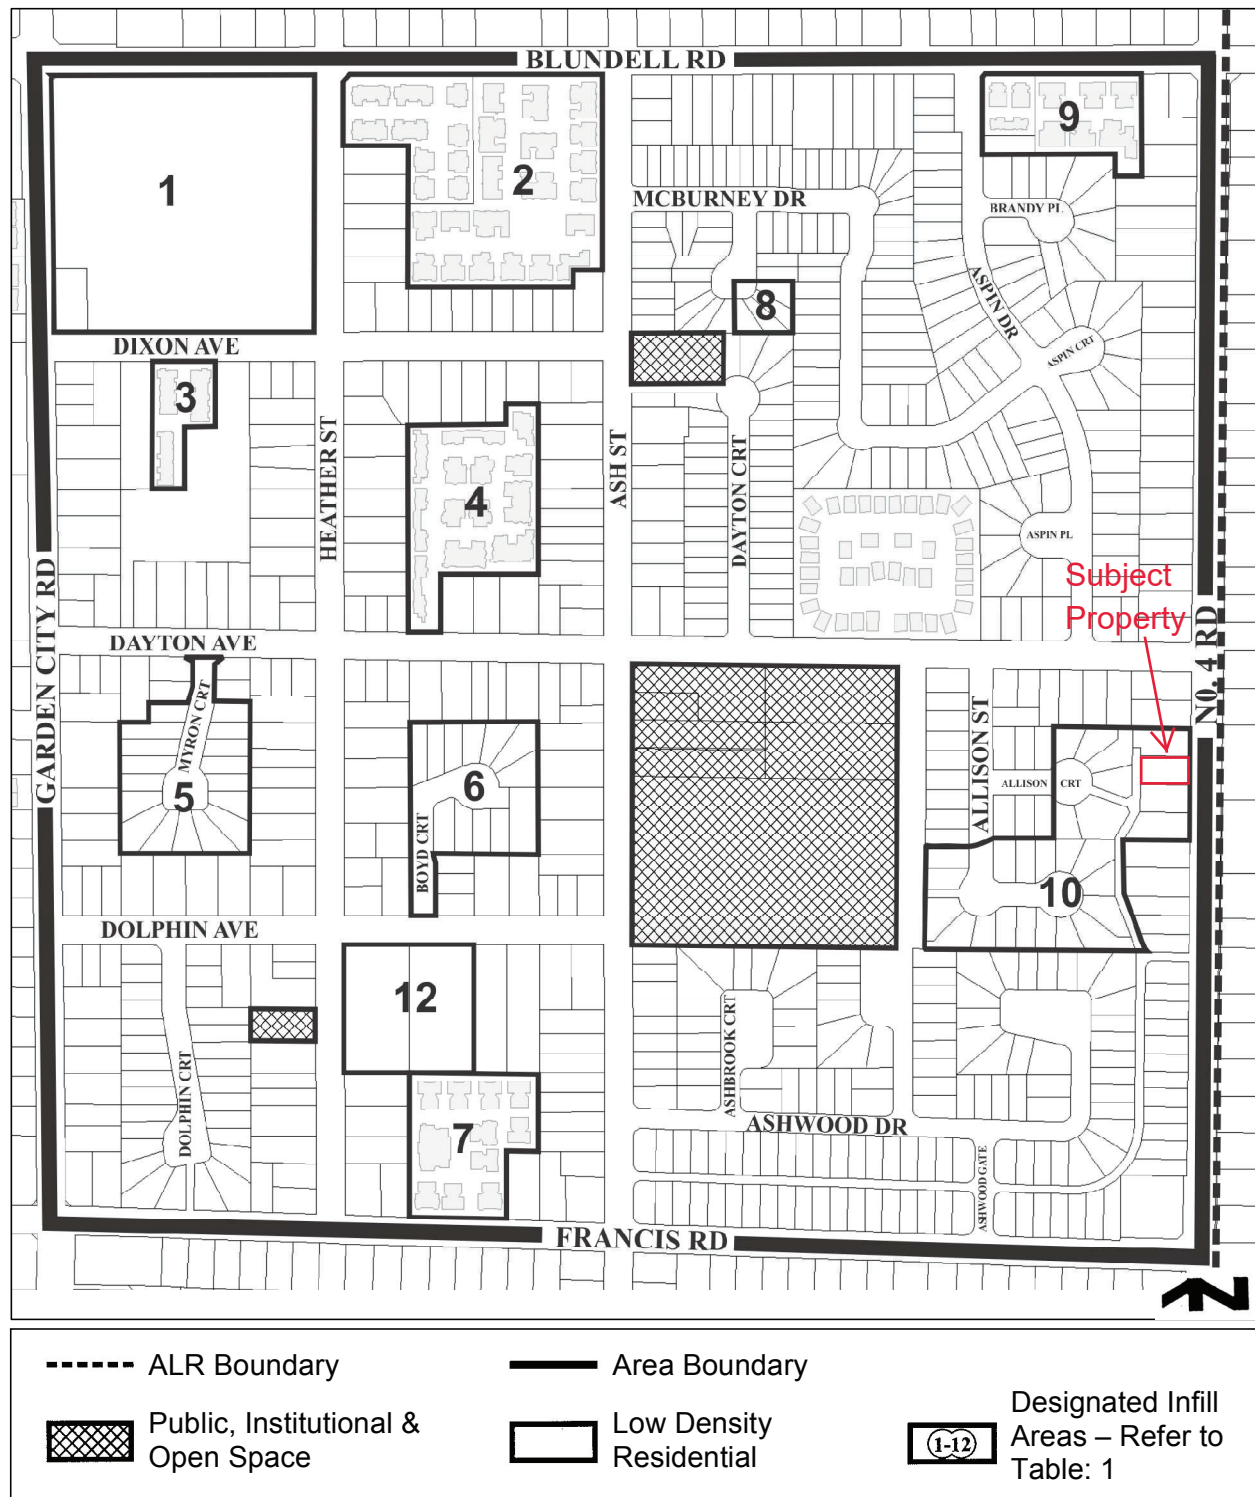 BLUNDELL RD
1
2
9
MCBURNEY DR
BRANDY PL
ASPIN DR
8
DIXON AVE
ASPIN CRT
3
HEATHER ST
4
ASH ST
DAYTON CRT
ASPIN PL
Subject
Property
GARDEN CITY RD
N0. 4 RD
DAYTON AVE
MYRON CRT
5
6
BOYD CRT
ALLISON ST
ALLISON CRT
10
DOLPHIN AVE
12
DOLPHIN CRT
ASHBROOK CRT
7
ASHWOOD DR
ASHWOOD GATE
FRANCIS RD
N
ALR Boundary
Area Boundary
Public, Institutional &
Open Space
Low Density
Residential
(1-12)
Designated Infill
Areas – Refer to
Table: 1